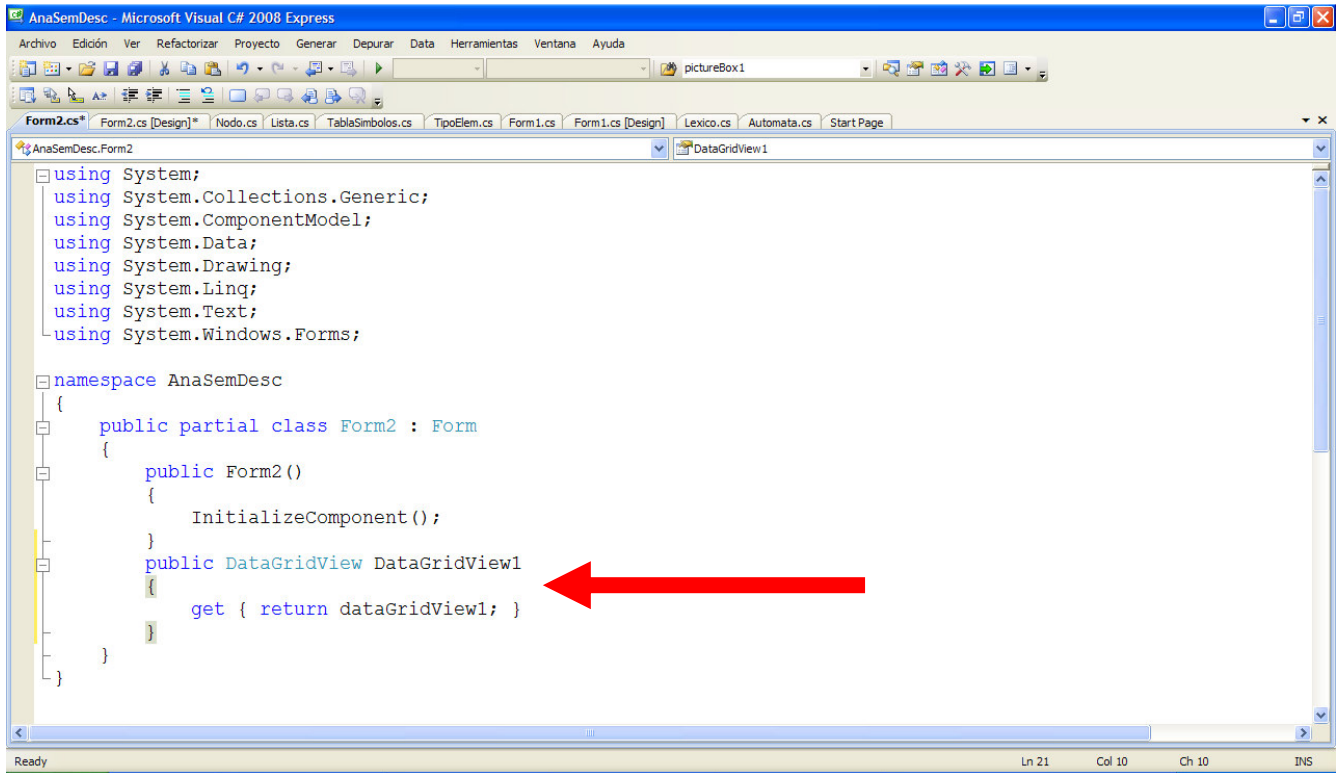 AnaSemDesc - Microsoft Visual C# 2008 Express
Archivo Edición Ver Refactorizar Proyecto Generar Depurar Data Herramientas Ventana Ayuda
pictureBox1
Form2.cs* Form2.cs [Design]* Nodo.cs Lista.cs TablaSimbolos.cs TipoElem.cs Form1.cs Form1.cs [Design] Lexico.cs Automata.cs Start Page
AnaSemDesc.Form2 DataGridView1
using System;
using System.Collections.Generic;
using System.ComponentModel;
using System.Data;
using System.Drawing;
using System.Linq;
using System.Text;
using System.Windows.Forms;
namespace AnaSemDesc
{
public partial class Form2 : Form
{
public Form2()
{
InitializeComponent();
}
public DataGridView DataGridView1
{
get { return dataGridView1; }
}
}
}
Ready Ln 21 Col 10 Ch 10 INS